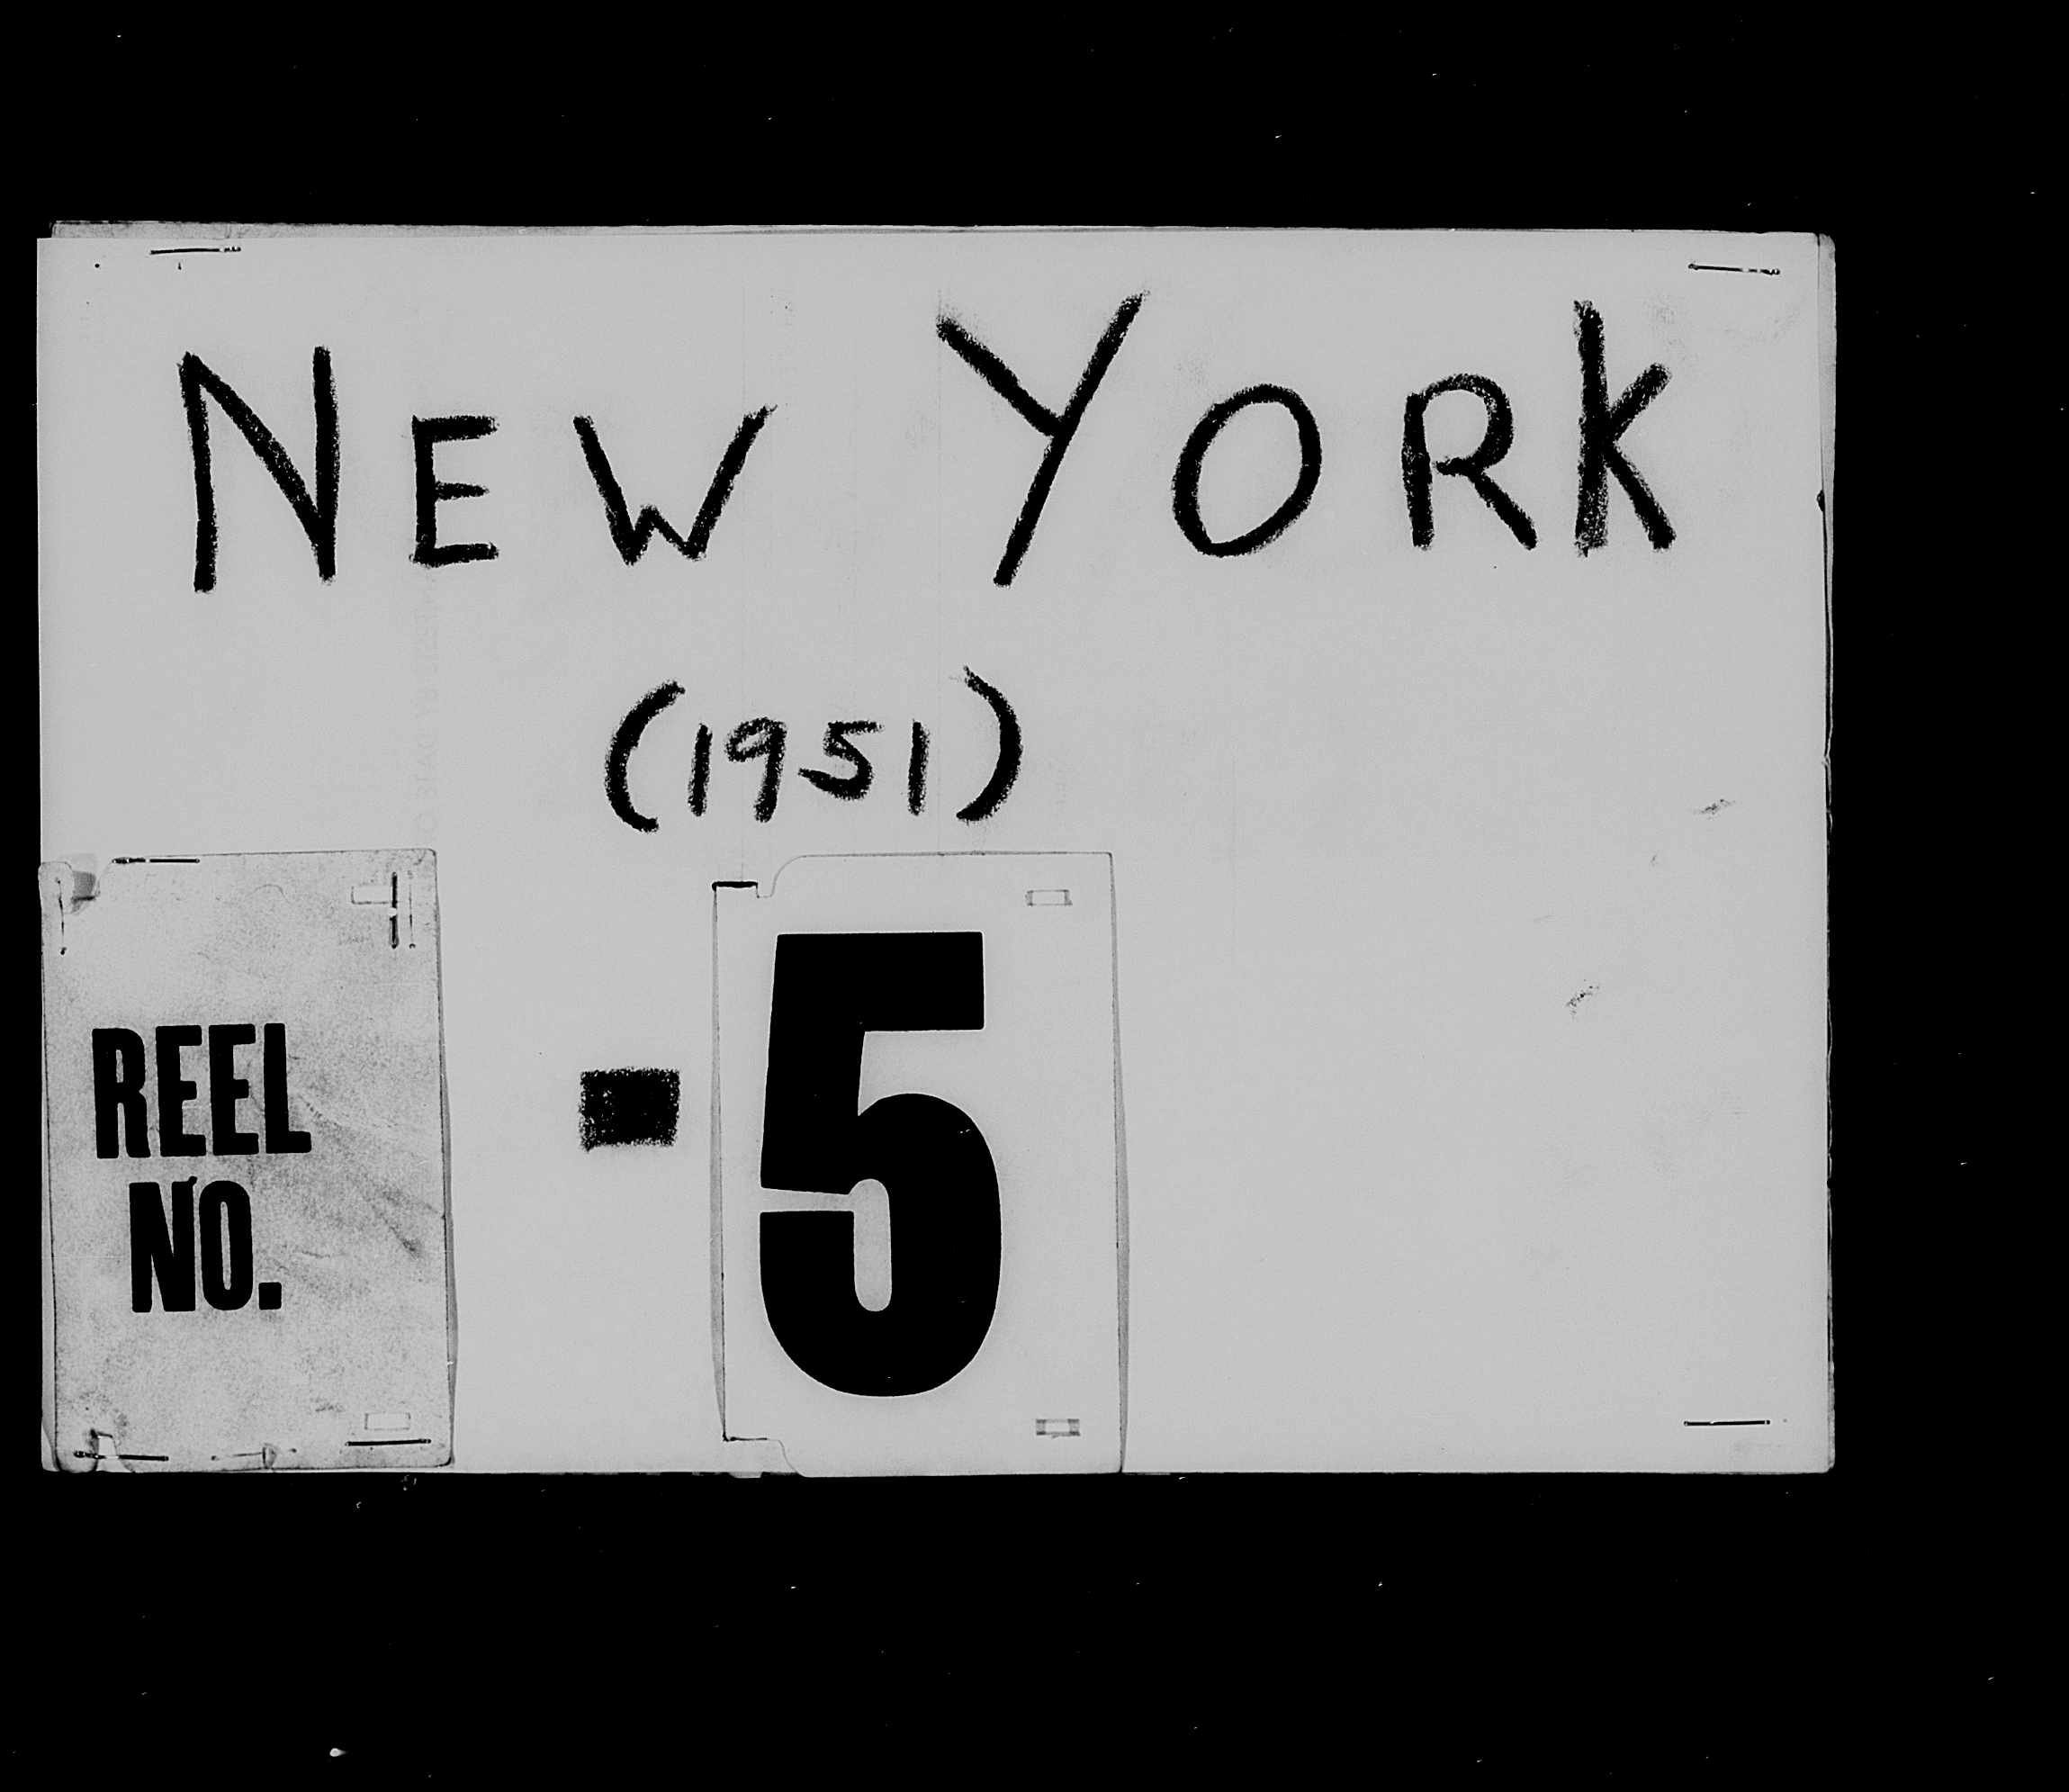 NEW YORK
(1951)
REEL
NO.
- 5